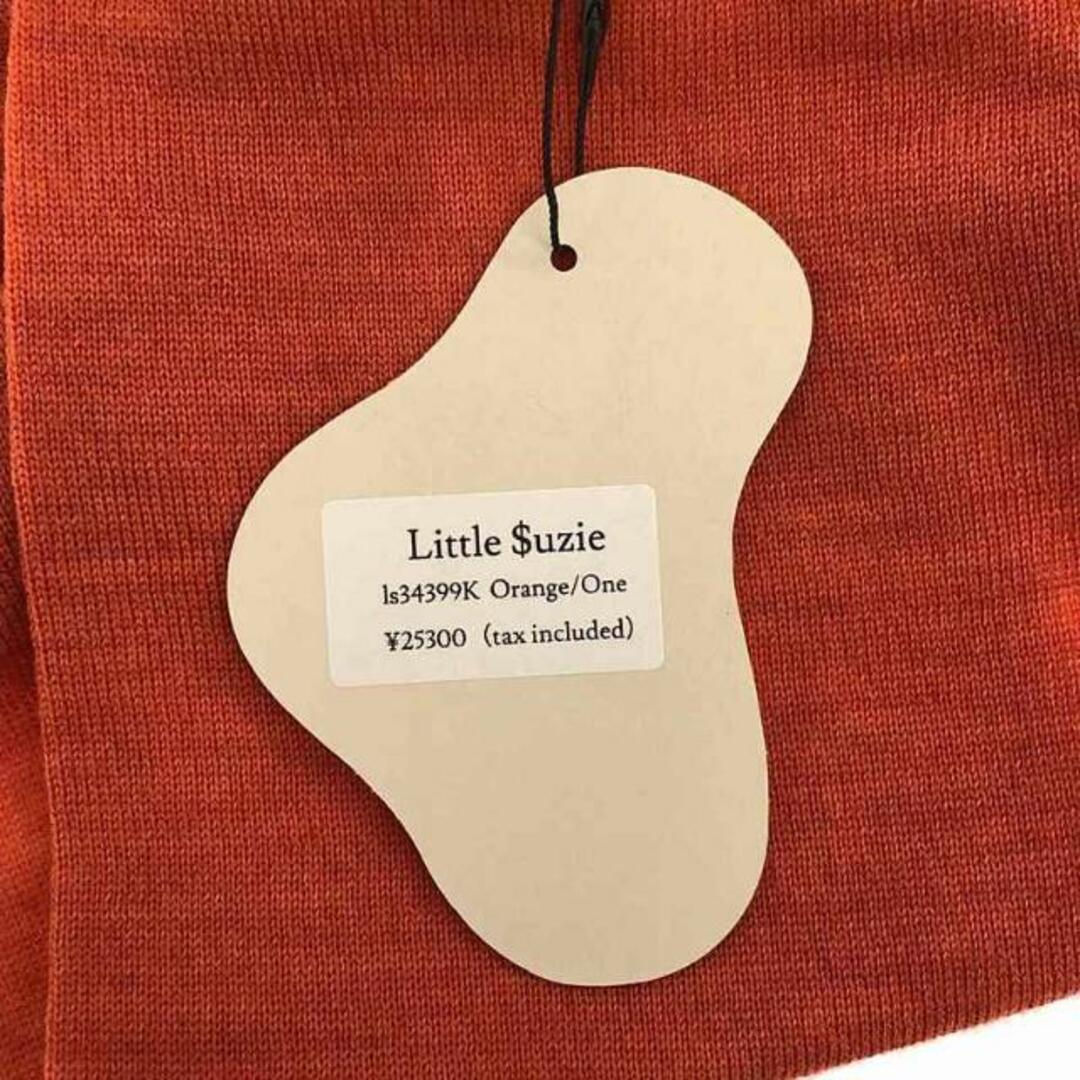 Little $uzie
ls34399K Orange/One
¥25300（tax included）